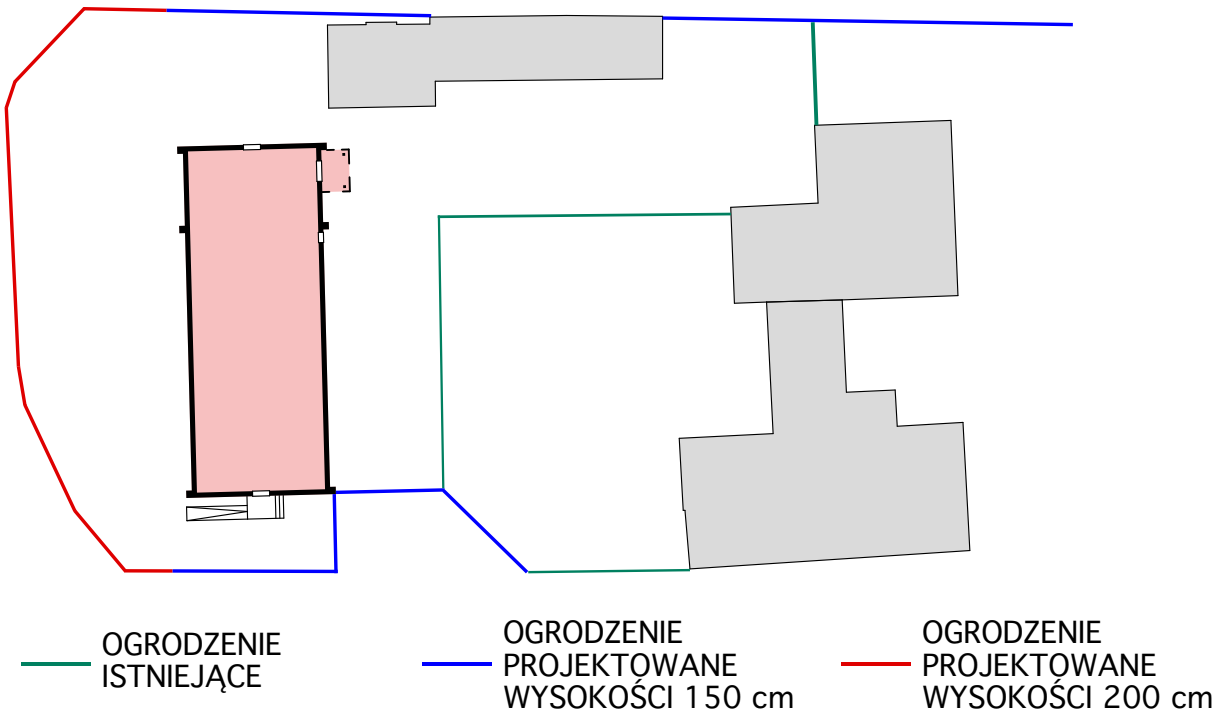 OGRODZENIE
ISTNIEJĄCE
OGRODZENIE
PROJEKTOWANE
WYSOKOŚCI 150 cm
OGRODZENIE
PROJEKTOWANE
WYSOKOŚCI 200 cm